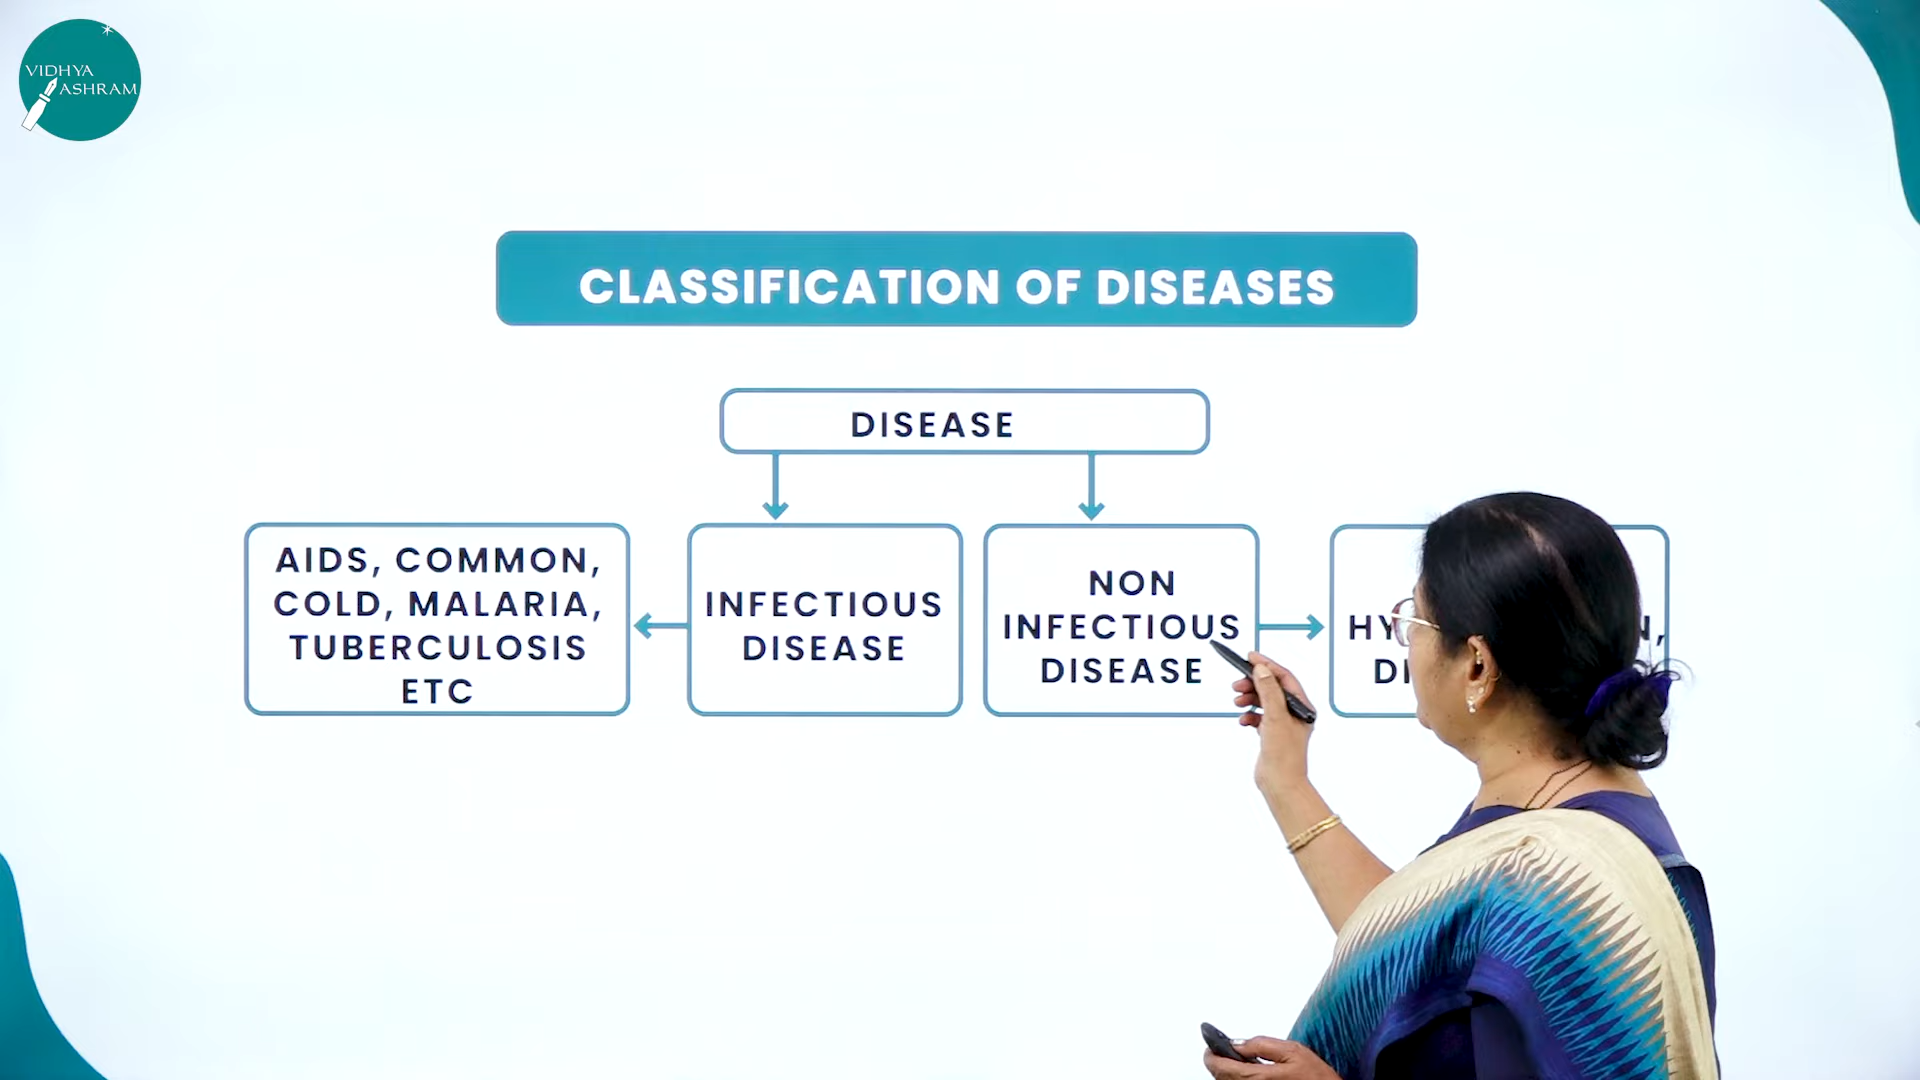 VIDHYA
ASHRAM
CLASSIFICATION OF DISEASES
DISEASE
AIDS, COMMON,
COLD, MALARIA,
TUBERCULOSIS
ETC
INFECTIOUS
DISEASE
NON
INFECTIOUS
DISEASE